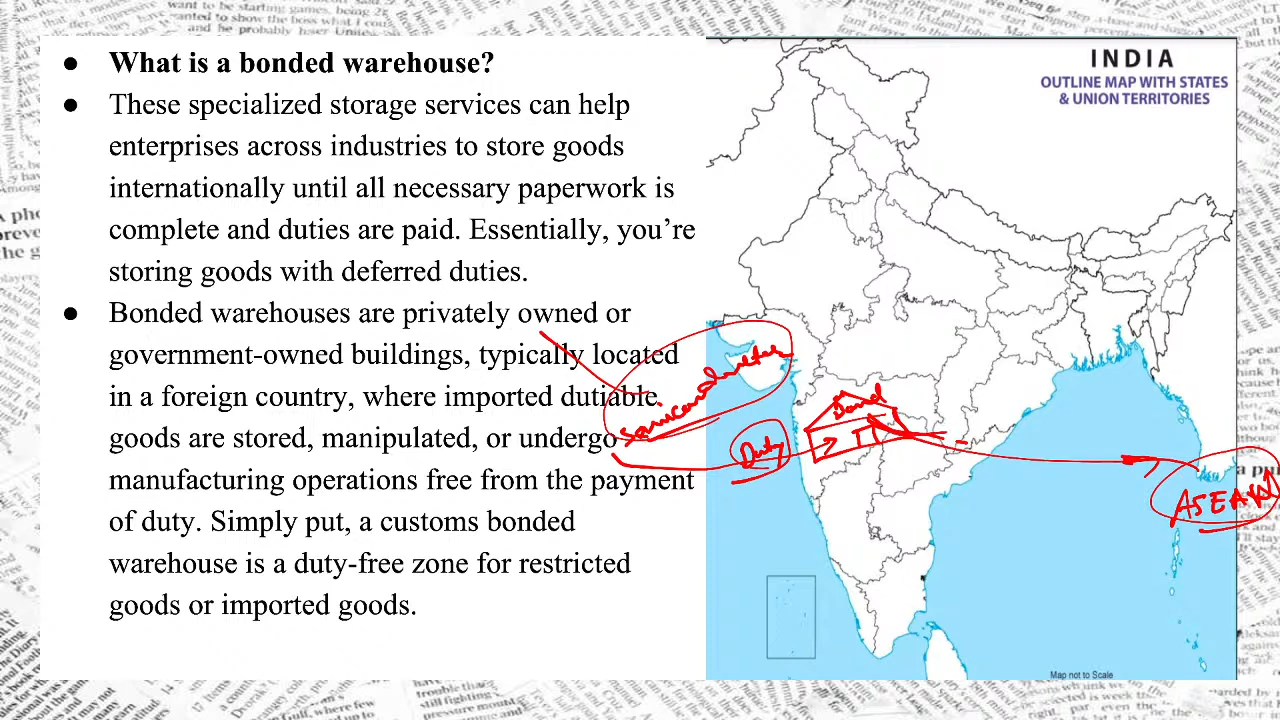 ● What is a bonded warehouse?
● These specialized storage services can help
enterprises across industries to store goods
internationally until all necessary paperwork is
complete and duties are paid. Essentially, you’re
storing goods with deferred duties.
● Bonded warehouses are privately owned or
government-owned buildings, typically located
in a foreign country, where imported dutiable
goods are stored, manipulated, or undergo
manufacturing operations free from the payment
of duty. Simply put, a customs bonded
warehouse is a duty-free zone for restricted
goods or imported goods.
INDIA
OUTLINE MAP WITH STATES
& UNION TERRITORIES
Duty
ASEAN
Map not to Scale